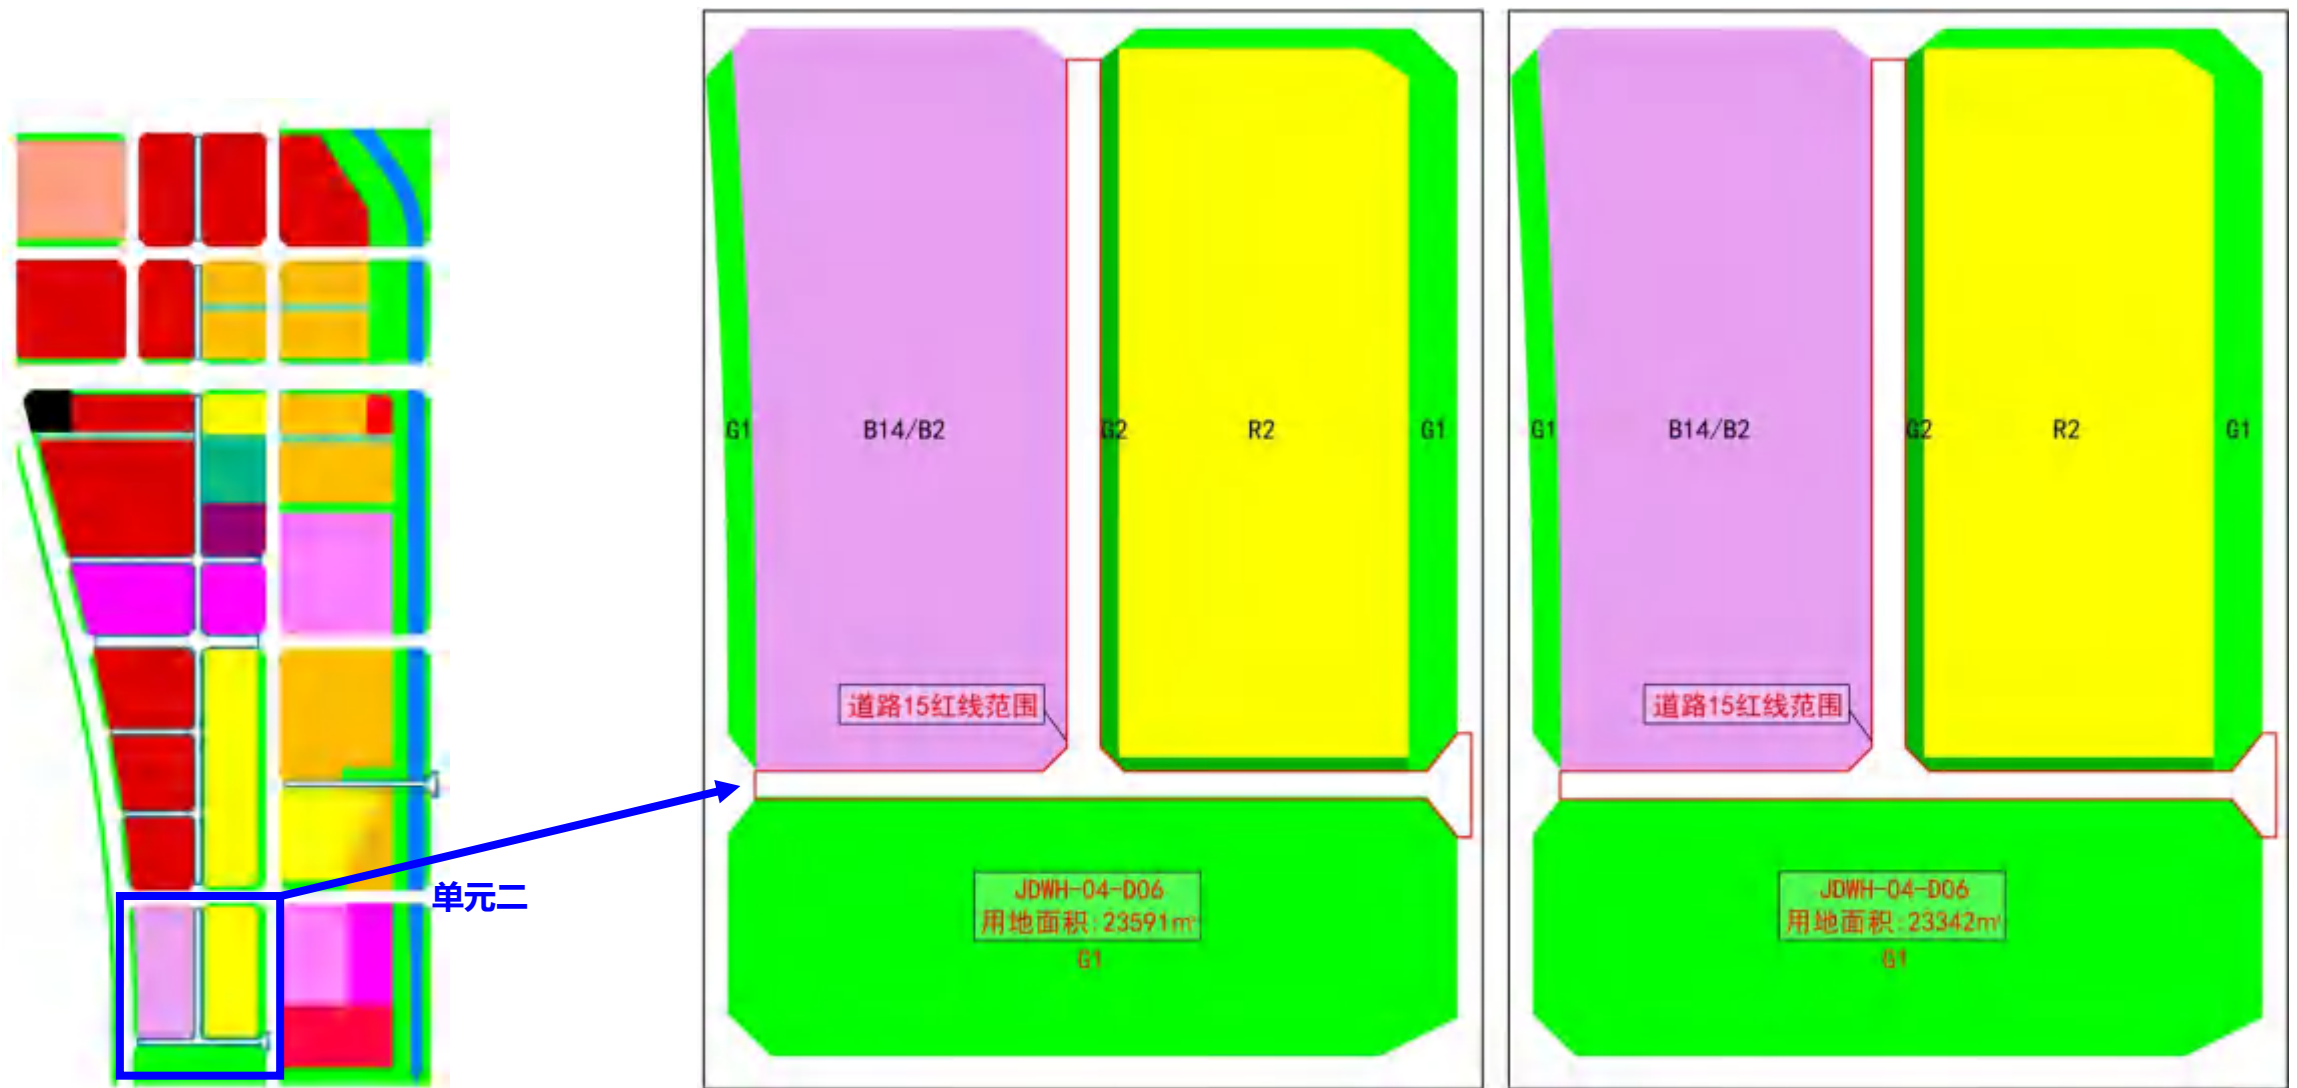 G1
B14/B2
G2
R2
G1
G1
B14/B2
G2
R2
G1
道路15红线范围
道路15红线范围
单元二
JDWH-04-D06
用地面积:23591㎡
G1
JDWH-04-D06
用地面积:23342㎡
G1